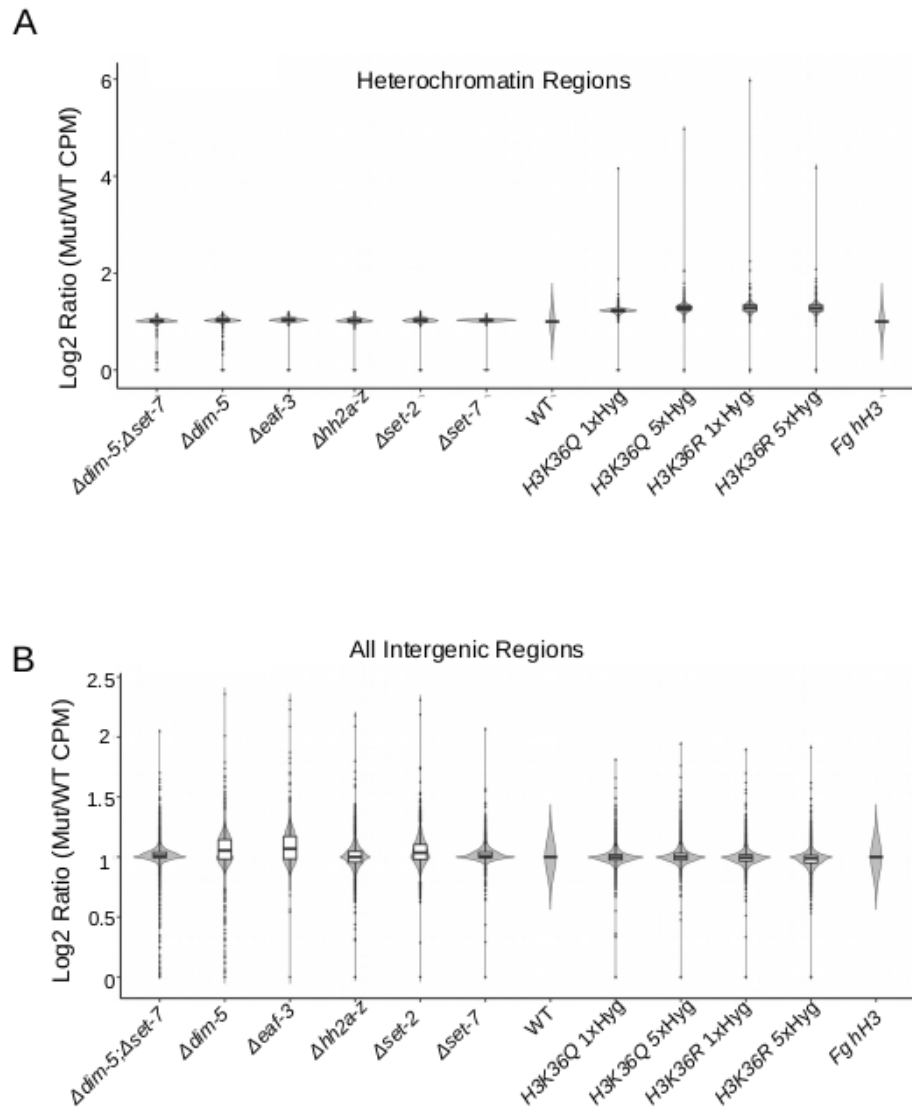 A
Heterochromatin Regions
Log2 Ratio (Mut/WT CPM)
6
4
2
0
Δdim-5;Δset-7
Δdim-5
Δeaf-3
Δhh2a-z
Δset-2
Δset-7
WT
H3K36Q 1xHyg
H3K36Q 5xHyg
H3K36R 1xHyg
H3K36R 5xHyg
Fg hH3
B
All Intergenic Regions
Log2 Ratio (Mut/WT CPM)
2.5
2
1.5
1
0.5
0
Δdim-5;Δset-7
Δdim-5
Δeaf-3
Δhh2a-z
Δset-2
Δset-7
WT
H3K36Q 1xHyg
H3K36Q 5xHyg
H3K36R 1xHyg
H3K36R 5xHyg
Fg hH3